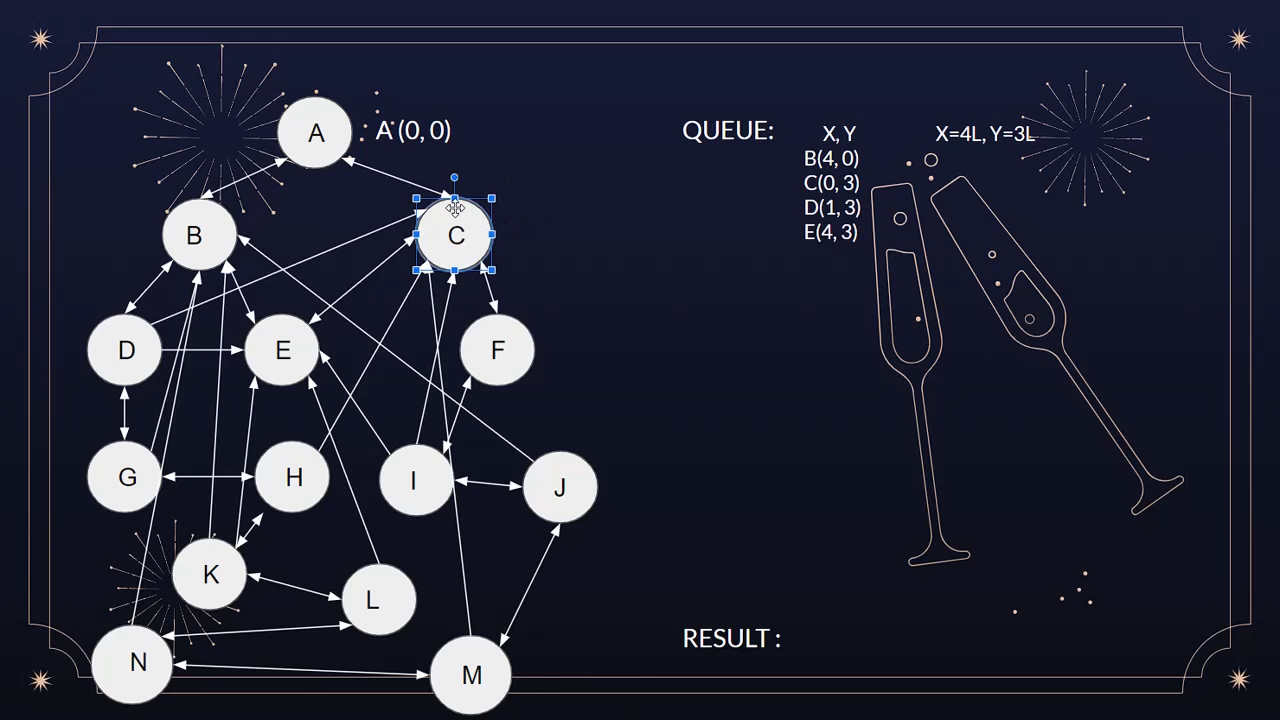 A
A (0, 0)
QUEUE:
X, Y
X=4L, Y=3L
B(4, 0)
C(0, 3)
D(1, 3)
E(4, 3)
B
C
D
E
F
G
H
I
J
K
L
N
M
RESULT :